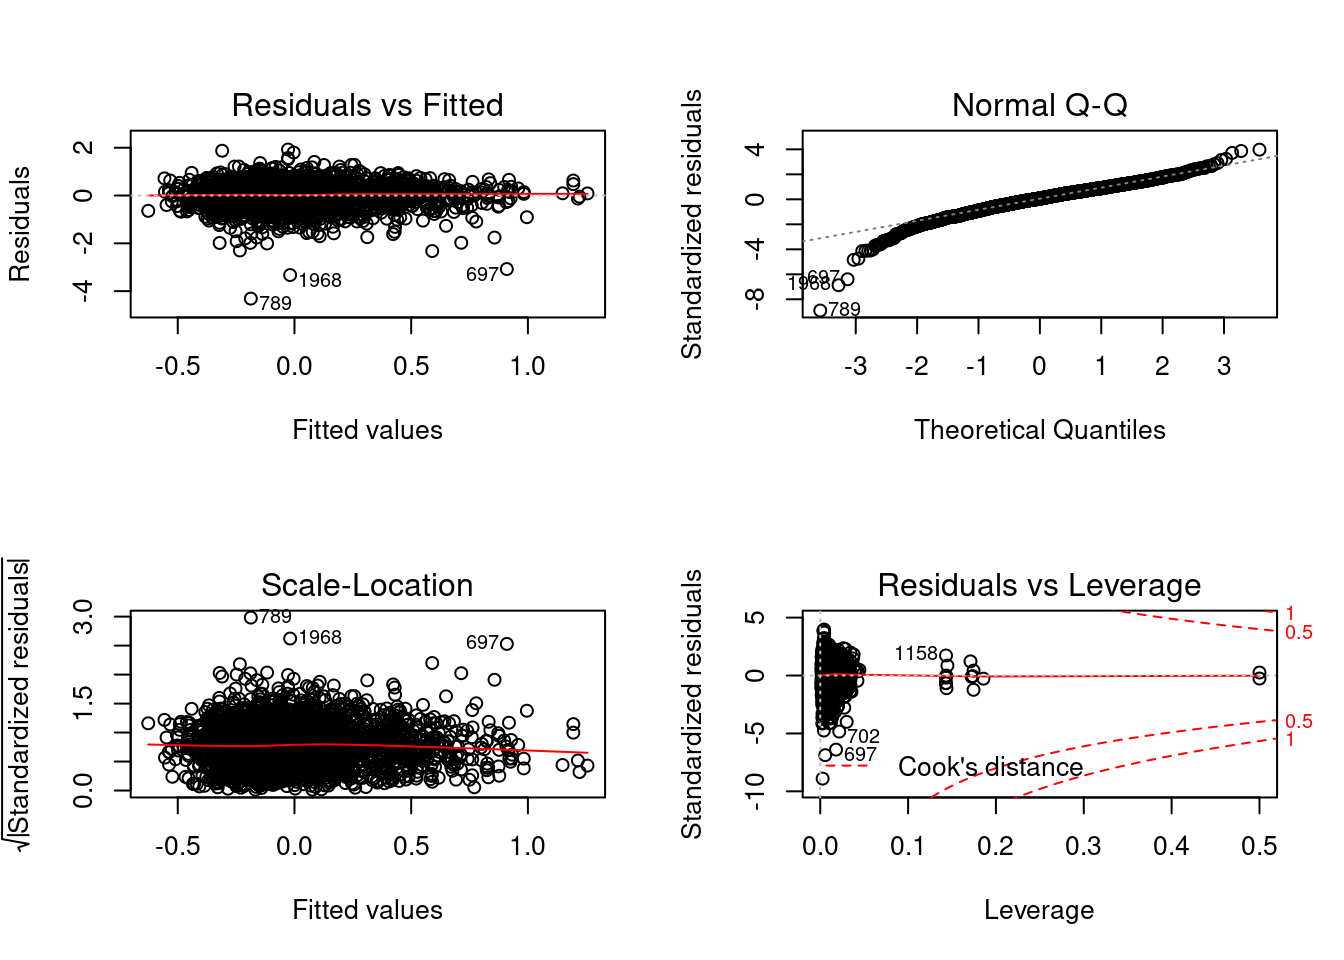 Residuals vs Fitted
Residuals
2
0
-2
-4
1968
697
789
-0.5 0.0 0.5 1.0
Fitted values
Normal Q-Q
Standardized residuals
4
0
-4
-8
697
1968
789
-3 -2 -1 0 1 2 3
Theoretical Quantiles
Scale-Location
√|Standardized residuals|
3.0
1.5
0.0
789
1968
697
-0.5 0.0 0.5 1.0
Fitted values
Residuals vs Leverage
Standardized residuals
5
0
-5
-10
1
0.5
1158
0.5
702
1
697
Cook's distance
0.0 0.1 0.2 0.3 0.4 0.5
Leverage